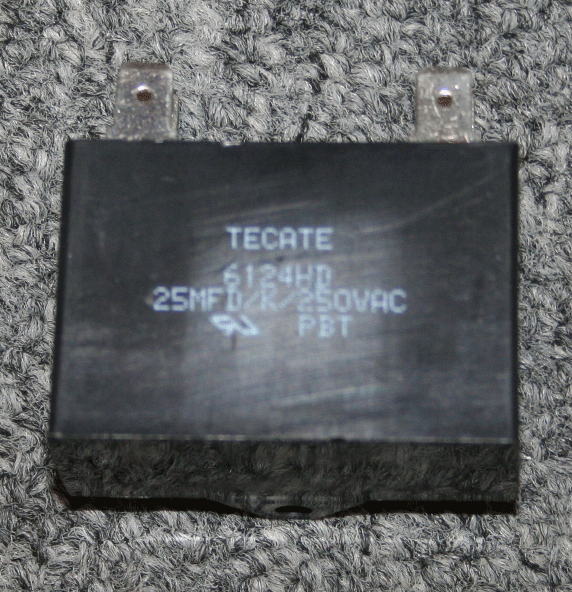 TECATE
6124HD
25MFD/K/250VAC
PBT